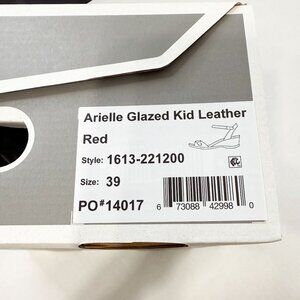 Arielle Glazed Kid Leather
Red
Style: 1613-221200
Size: 39
PO#14017
6 73088 42998 0